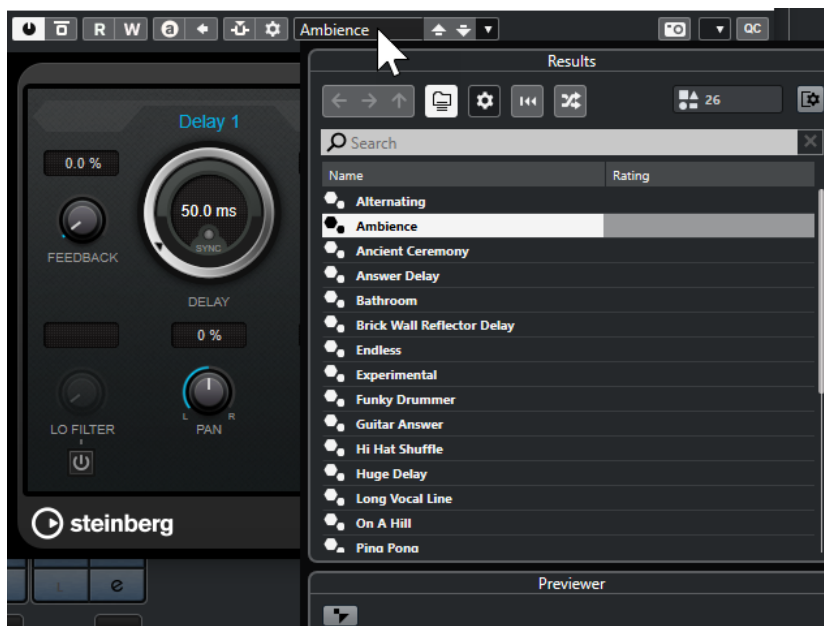 R W a Ambience QC
Results
26
Search
Name Rating
Alternating
Ambience
Ancient Ceremony
Answer Delay
Bathroom
Brick Wall Reflector Delay
Endless
Experimental
Funky Drummer
Guitar Answer
Hi Hat Shuffle
Huge Delay
Long Vocal Line
On A Hill
Ping Pong
Previewer
Delay 1
0.0 %
50.0 ms
SYNC
FEEDBACK
DELAY
0 %
L R
LO FILTER PAN
steinberg
L e